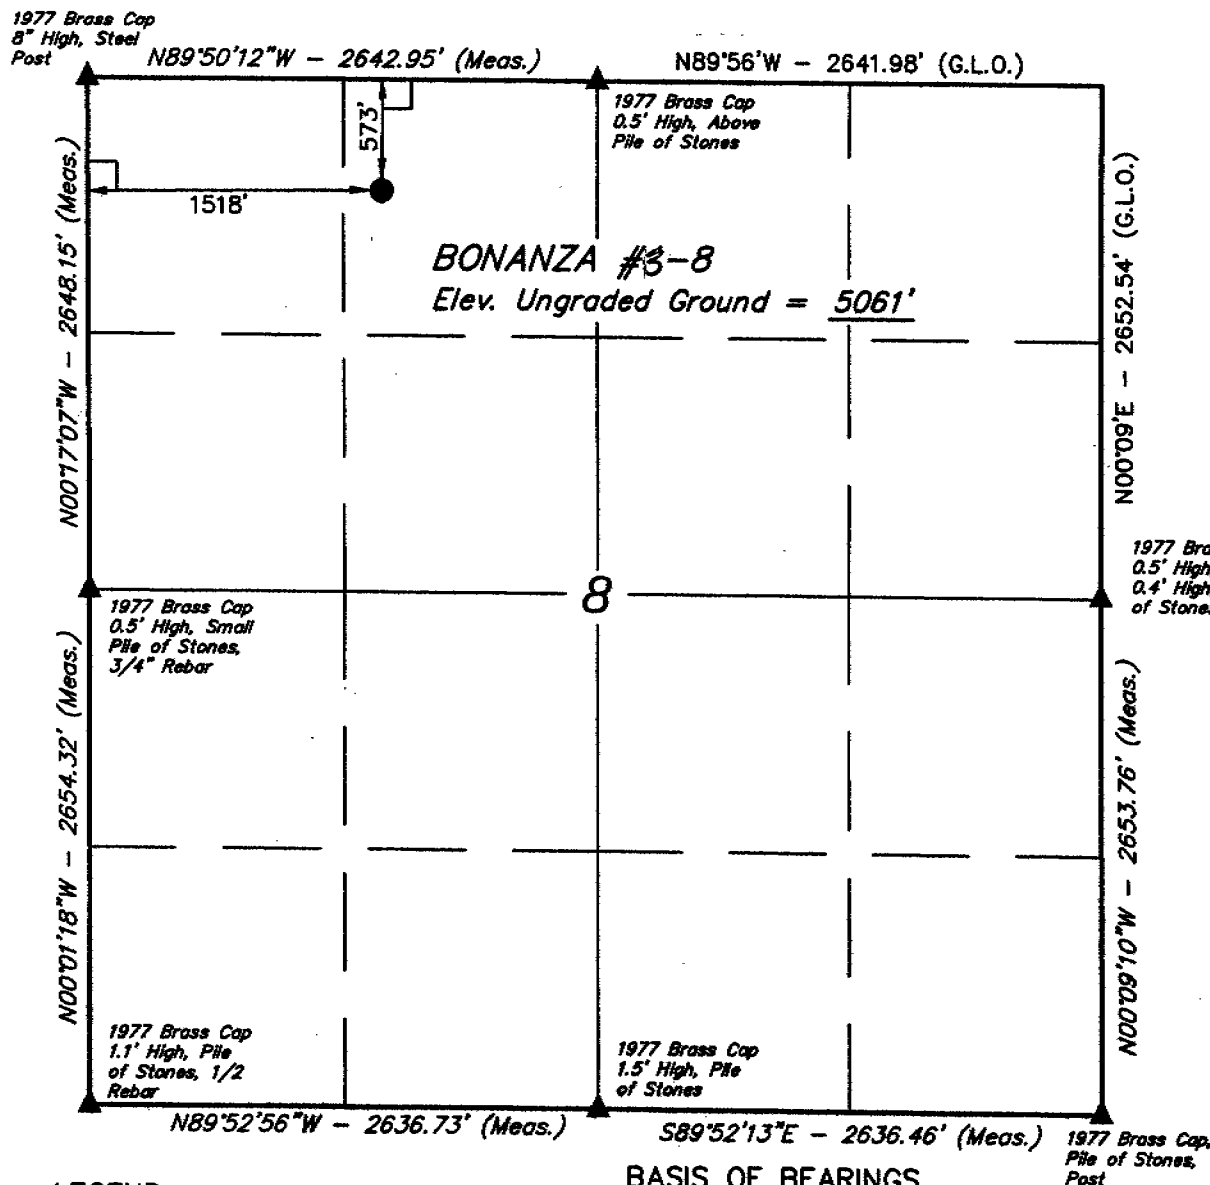 1977 Brass Cap
8" High, Steel
Post
N89°50'12"W - 2642.95' (Meas.)
N89°56'W - 2641.98' (G.L.O.)
1977 Brass Cap
0.5' High, Above
Pile of Stones
573'
1518'
N00°17'07"W - 2648.15' (Meas.)
N00°09'E - 2652.54' (G.L.O.)
BONANZA #3-8
Elev. Ungraded Ground = 5061'
1977 Bra
0.5' High
0.4' High
of Stone
8
1977 Brass Cap
0.5' High, Small
Pile of Stones,
3/4" Rebar
N00°01'18"W - 2654.32' (Meas.)
N00°09'10"W - 2653.76' (Meas.)
1977 Brass Cap
1.1' High, Pile
of Stones, 1/2
Rebar
1977 Brass Cap
1.5' High, Pile
of Stones
N89°52'56"W - 2636.73' (Meas.)
S89°52'13"E - 2636.46' (Meas.)
1977 Brass Cap,
Pile of Stones,
Post
BASIS OF BEARINGS